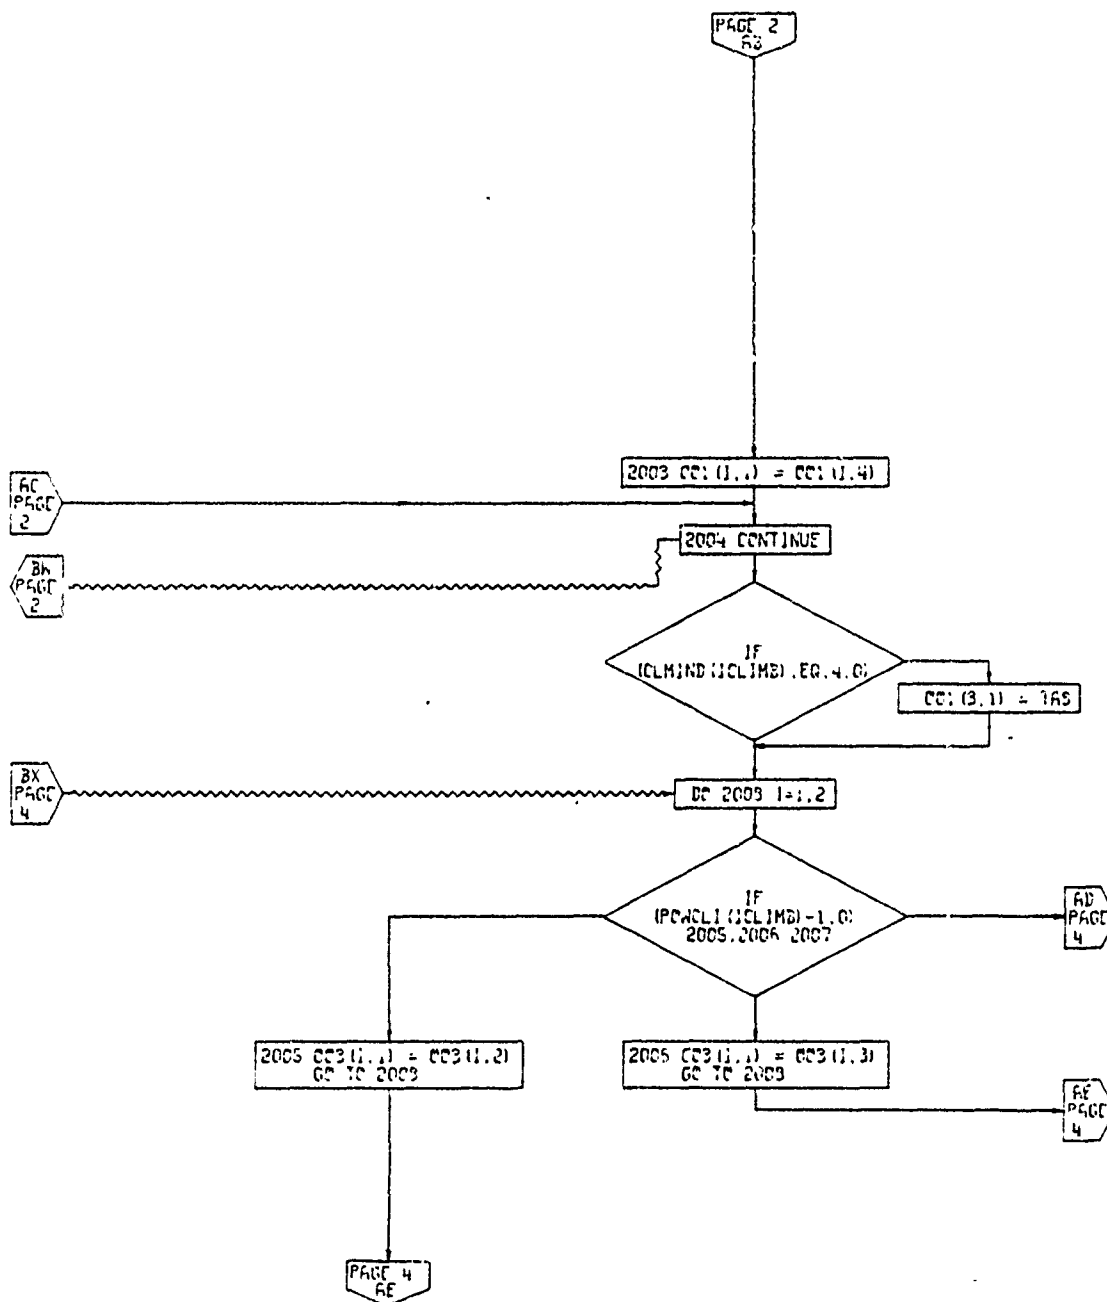 PAGE 2
AB
2003 CC1(I,1) = CC1(I,4)
AC
PAGE
2
2004 CONTINUE
BW
PAGE
2
IF
(CLMIND(ICLIMB).EQ.4.0)
CC1(3,1) = TAS
BX
PAGE
4
DO 2008 I=1,2
IF
(POWCLI(ICLIMB)-1.0)
2005,2006 2007
AD
PAGE
4
2005 CC3(I,1) = CC3(I,2)
GO TO 2008
2006 CC3(I,1) = CC3(I,3)
GO TO 2008
AE
PAGE
4
PAGE 4
AE